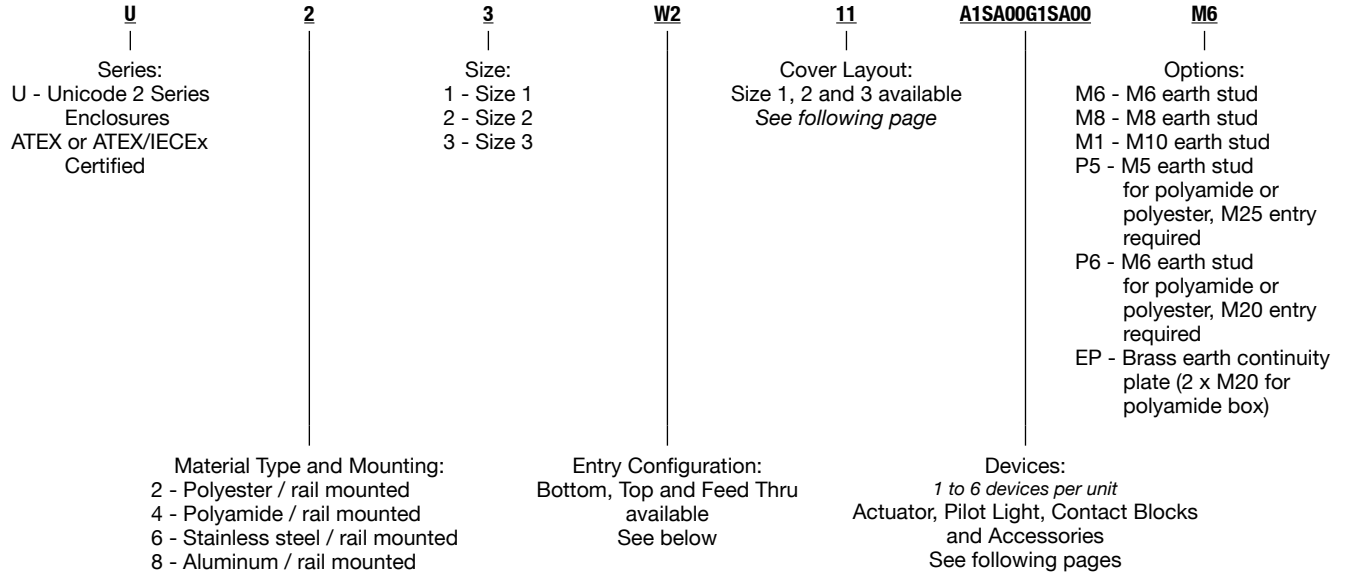 U 2 3 W2 11 A1SA00G1SA00 M6
Series:
U - Unicode 2 Series
Enclosures
ATEX or ATEX/IECEx
Certified
Size:
1 - Size 1
2 - Size 2
3 - Size 3
Cover Layout:
Size 1, 2 and 3 available
See following page
Options:
M6 - M6 earth stud
M8 - M8 earth stud
M1 - M10 earth stud
P5 - M5 earth stud
for polyamide or
polyester, M25 entry
required
P6 - M6 earth stud
for polyamide or
polyester, M20 entry
required
EP - Brass earth continuity
plate (2 x M20 for
polyamide box)
Material Type and Mounting:
2 - Polyester / rail mounted
4 - Polyamide / rail mounted
6 - Stainless steel / rail mounted
8 - Aluminum / rail mounted
Entry Configuration:
Bottom, Top and Feed Thru
available
See below
Devices:
1 to 6 devices per unit
Actuator, Pilot Light, Contact Blocks
and Accessories
See following pages